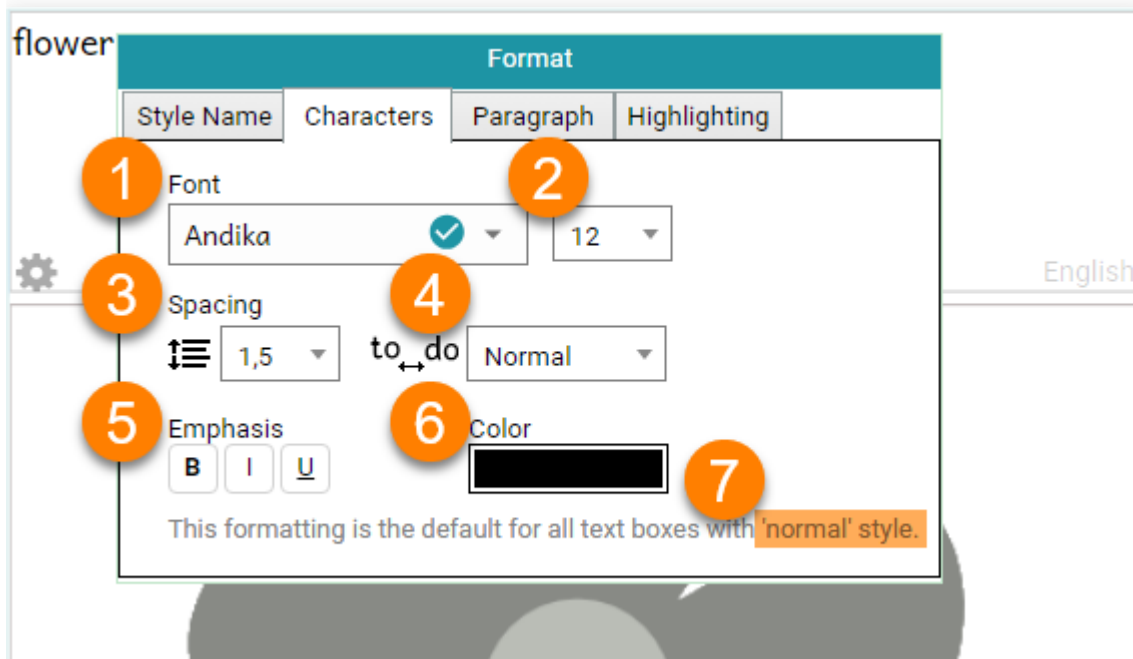 flower
Format
Style Name Characters Paragraph Highlighting
1 2
Font
Andika 12
English
3 4
Spacing
1,5 to do Normal
5 6
Emphasis Color
B I U
7
This formatting is the default for all text boxes with 'normal' style.